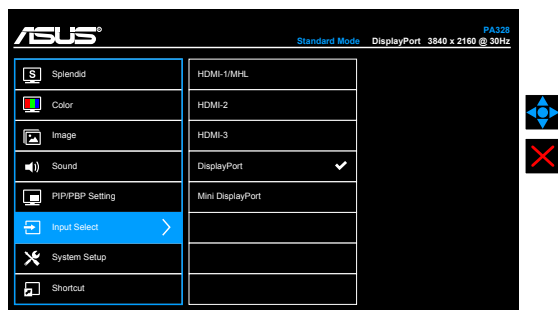 ASUS
PA328
Standard Mode DisplayPort 3840 x 2160 @ 30Hz
S Splendid
Color
Image
Sound
PIP/PBP Setting
Input Select
System Setup
Shortcut
HDMI-1/MHL
HDMI-2
HDMI-3
DisplayPort
Mini DisplayPort